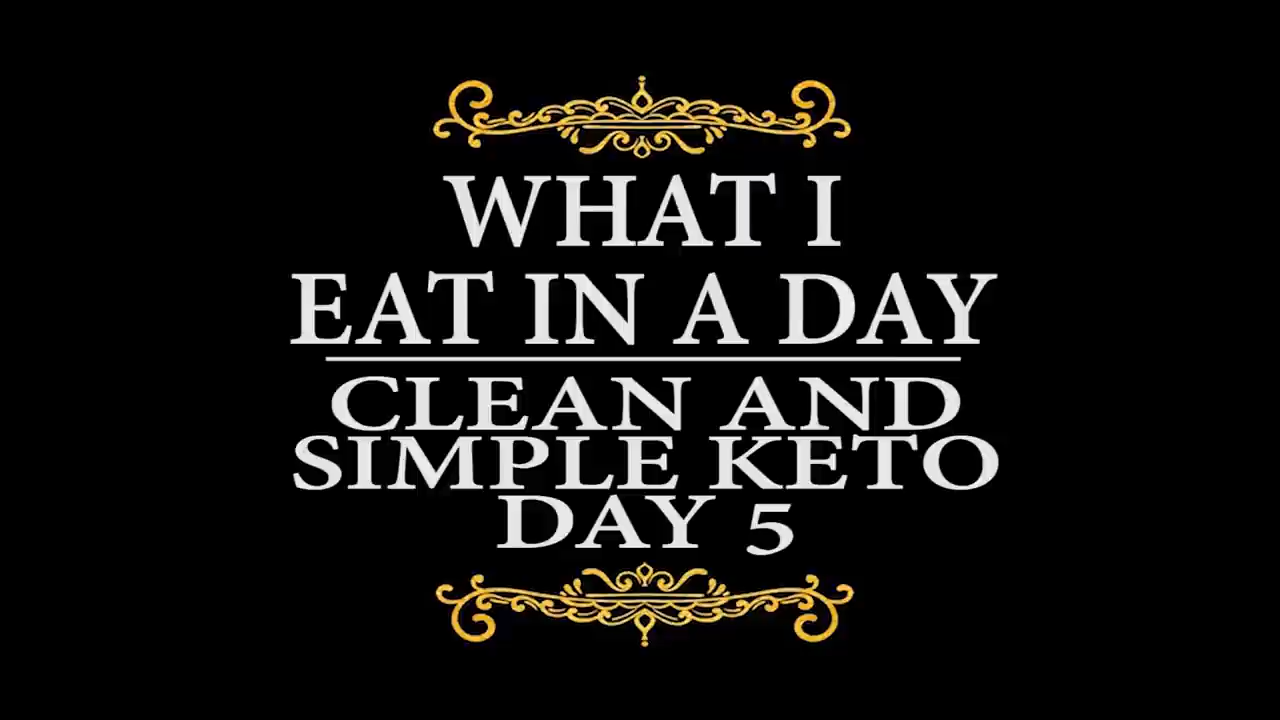 WHAT I
EAT IN A DAY
CLEAN AND
SIMPLE KETO
DAY 5